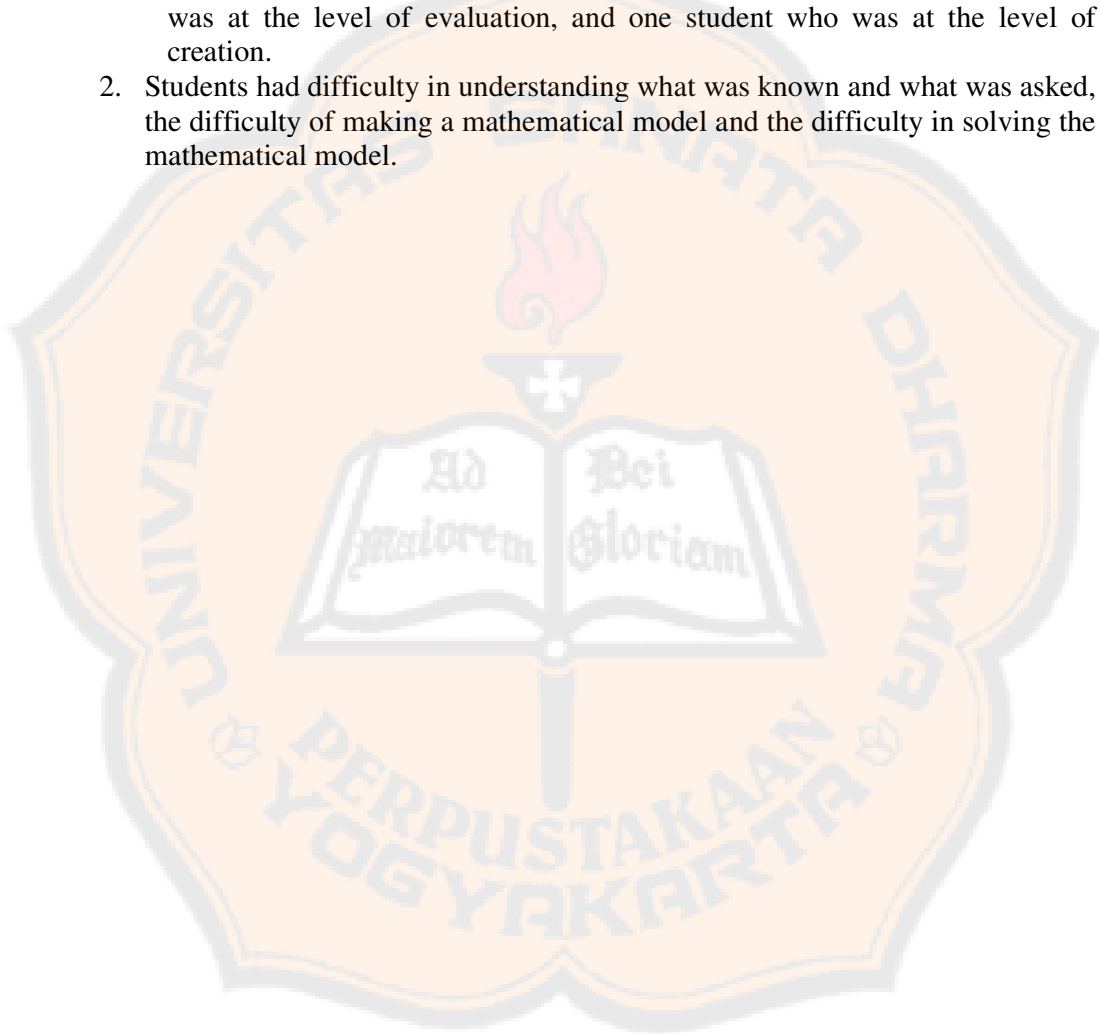 was at the level of evaluation, and one student who was at the level of
creation.
2. Students had difficulty in understanding what was known and what was asked,
the difficulty of making a mathematical model and the difficulty in solving the
mathematical model.
UNIVERSITAS SANATA DHARMA
Ad
maiorem
Dei
Gloriam
PERPUSTAKAAN
YOGYAKARTA